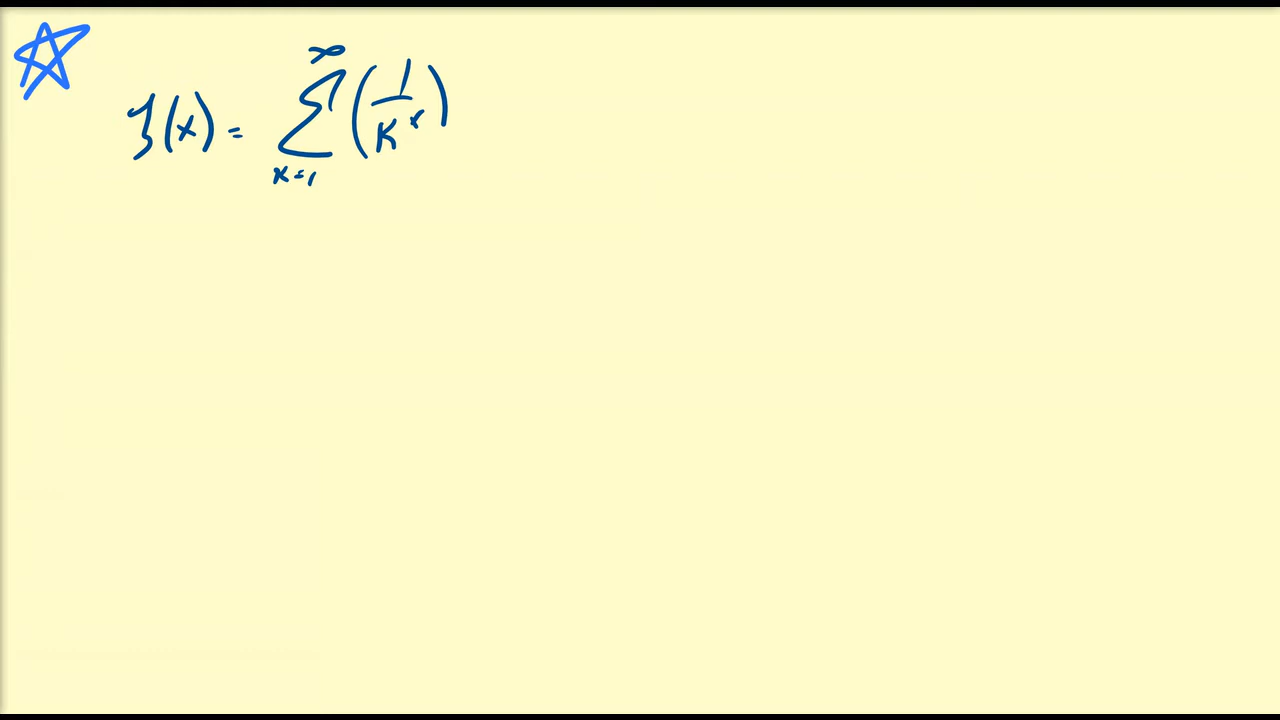 ζ(x) = ∑_{x=1}^{∞} (1/K^x)